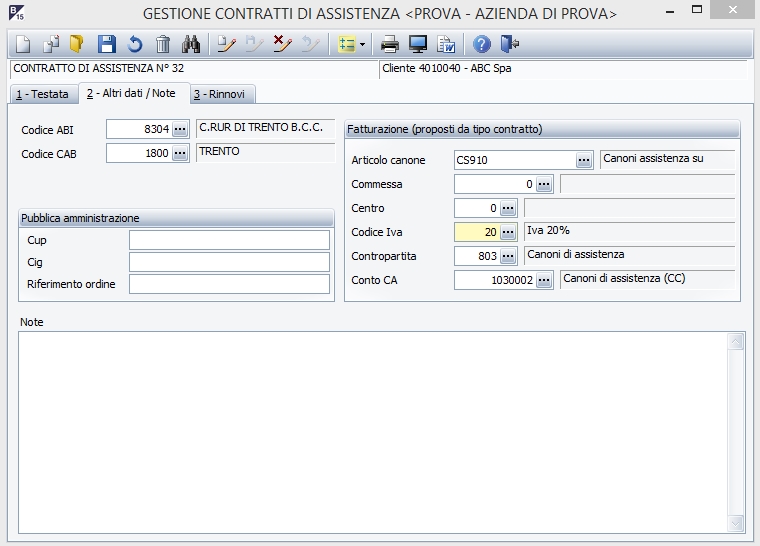 B 15
GESTIONE CONTRATTI DI ASSISTENZA <PROVA - AZIENDA DI PROVA>
CONTRATTO DI ASSISTENZA N° 32
Cliente 4010040 - ABC Spa
1 - Testata
2 - Altri dati / Note
3 - Rinnovi
Codice ABI 8304 ... C.RUR DI TRENTO B.C.C.
Codice CAB 1800 ... TRENTO
Pubblica amministrazione
Cup
Cig
Riferimento ordine
Fatturazione (proposti da tipo contratto)
Articolo canone CS910 ... Canoni assistenza su
Commessa 0 ...
Centro 0 ...
Codice Iva 20 ... Iva 20%
Contropartita 803 ... Canoni di assistenza
Conto CA 1030002 ... Canoni di assistenza (CC)
Note